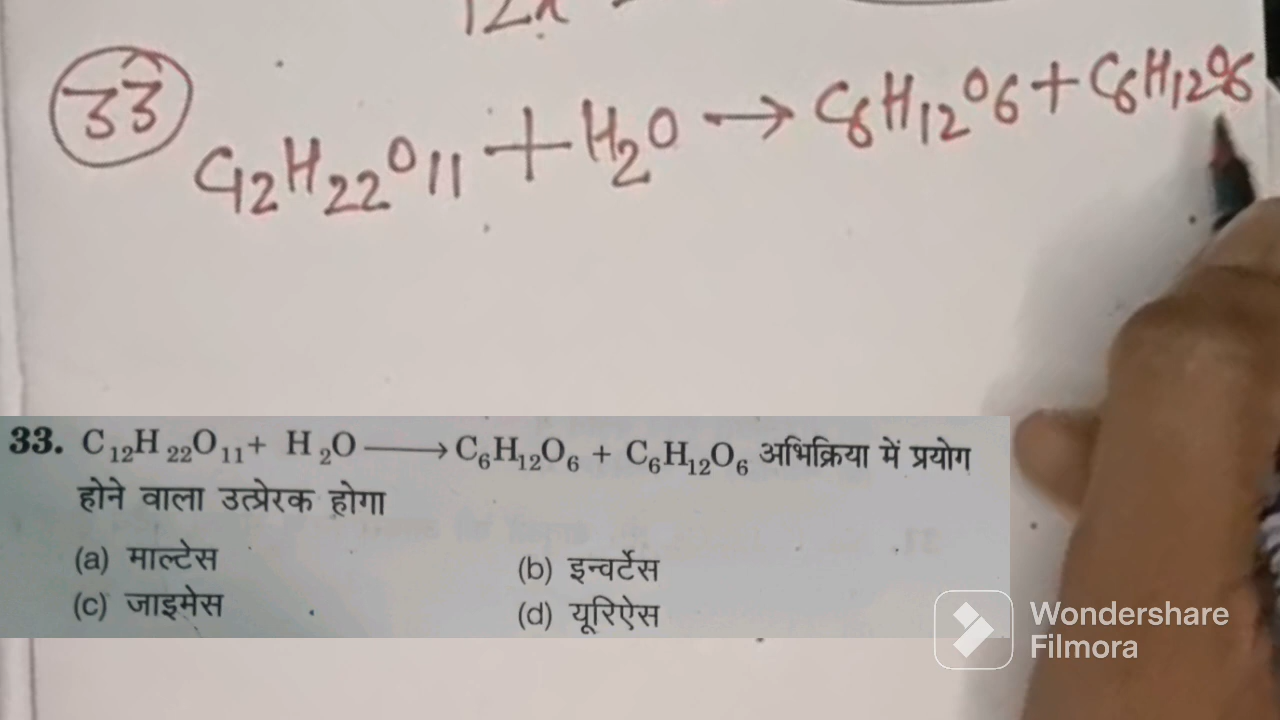 12x
33
C12H22O11 + H2O → C6H12O6 + C6H12O6
33. C₁₂H₂₂O₁₁ + H₂O ⟶ C₆H₁₂O₆ + C₆H₁₂O₆ अभिक्रिया में प्रयोग
होने वाला उत्प्रेरक होगा
(a) माल्टेस (b) इन्वर्टेस
(c) जाइमेस (d) यूरिऐस
Wondershare
Filmora